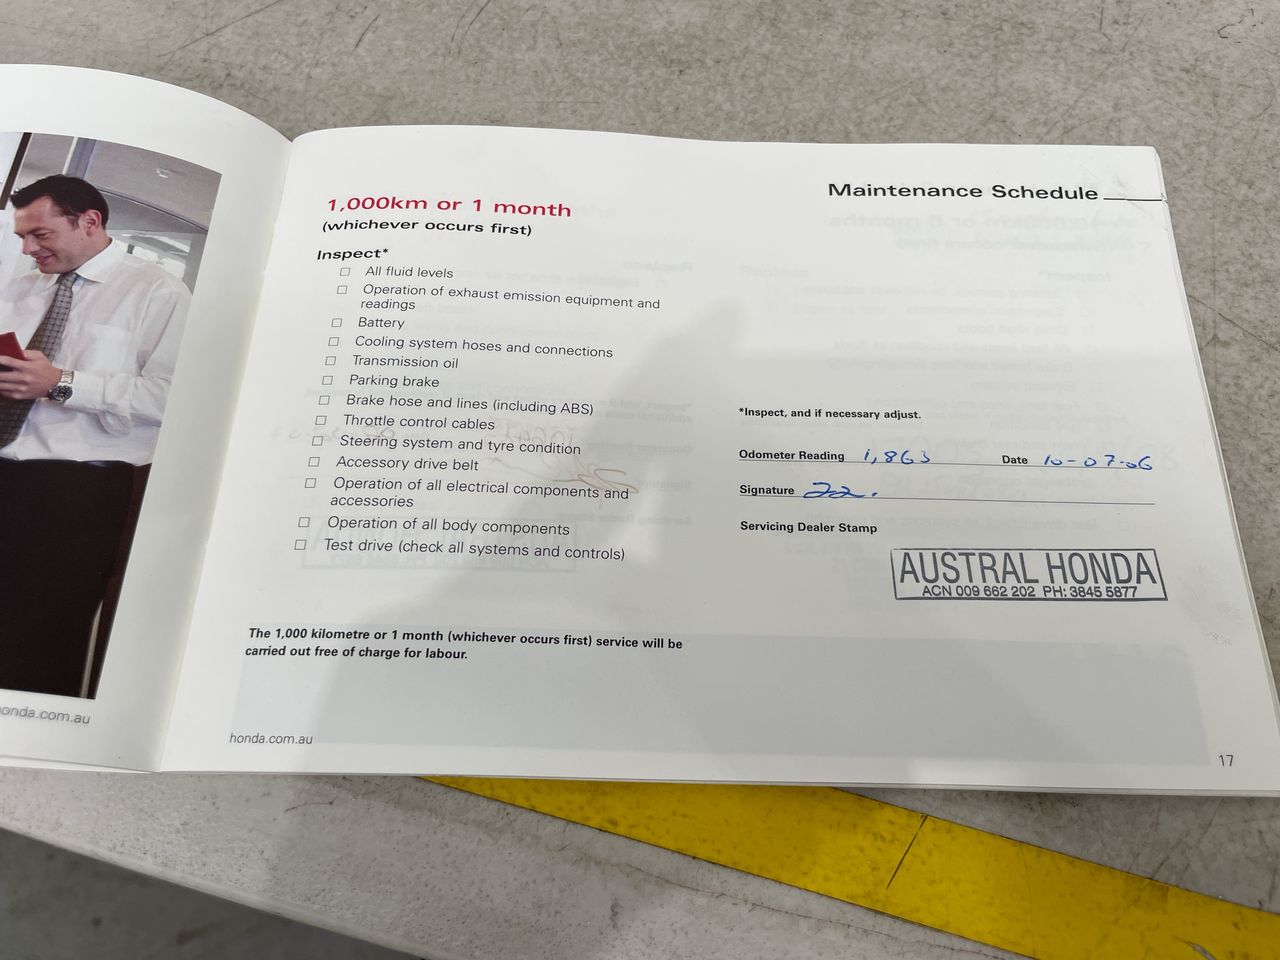 Maintenance Schedule
1,000km or 1 month
(whichever occurs first)
Inspect*
All fluid levels
Operation of exhaust emission equipment and
readings
Battery
Cooling system hoses and connections
Transmission oil
Parking brake
Brake hose and lines (including ABS)
Throttle control cables
Steering system and tyre condition
Accessory drive belt
Operation of all electrical components and
accessories
Operation of all body components
Test drive (check all systems and controls)
The 1,000 kilometre or 1 month (whichever occurs first) service will be
carried out free of charge for labour.
*Inspect, and if necessary adjust.
Odometer Reading 1,863 Date 10-07-06
Signature
Servicing Dealer Stamp
AUSTRAL HONDA
ACN 009 662 202 PH: 3845 5877
onda.com.au
honda.com.au
17